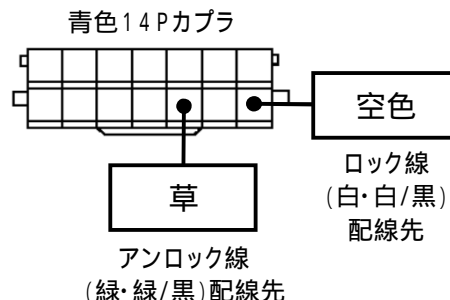 青色14Pカプラ
空色
ロック線
(白･白/黒)
配線先
草
アンロック線
(緑･緑/黒)配線先